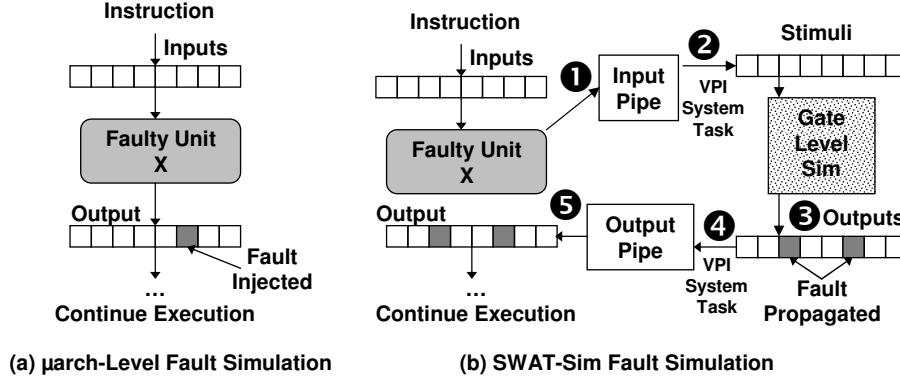 Instruction
Inputs
Faulty Unit
X
Output
Fault
Injected
...
Continue Execution
(a) µarch-Level Fault Simulation
Instruction
Inputs
Faulty Unit
X
❶
Input
Pipe
❷
VPI
System
Task
Stimuli
Gate
Level
Sim
❸ Outputs
Fault
Propagated
❹
VPI
System
Task
Output
Pipe
❺
Output
...
Continue Execution
(b) SWAT-Sim Fault Simulation